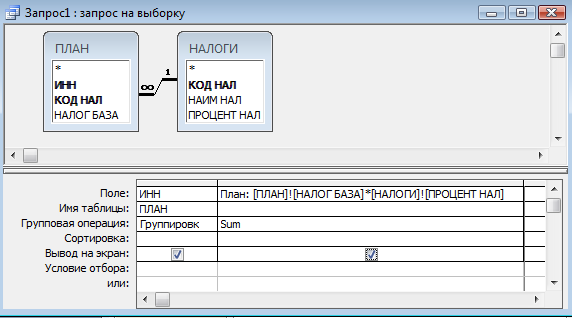 Запрос1 : запрос на выборку
ПЛАН
*
ИНН
КОД НАЛ
НАЛОГ БАЗА
∞ 1
НАЛОГИ
*
КОД НАЛ
НАИМ НАЛ
ПРОЦЕНТ НАЛ
Поле: ИНН План: [ПЛАН]![НАЛОГ БАЗА]*[НАЛОГИ]![ПРОЦЕНТ НАЛ]
Имя таблицы: ПЛАН
Групповая операция: Группировк Sum
Сортировка:
Вывод на экран:
Условие отбора:
или: